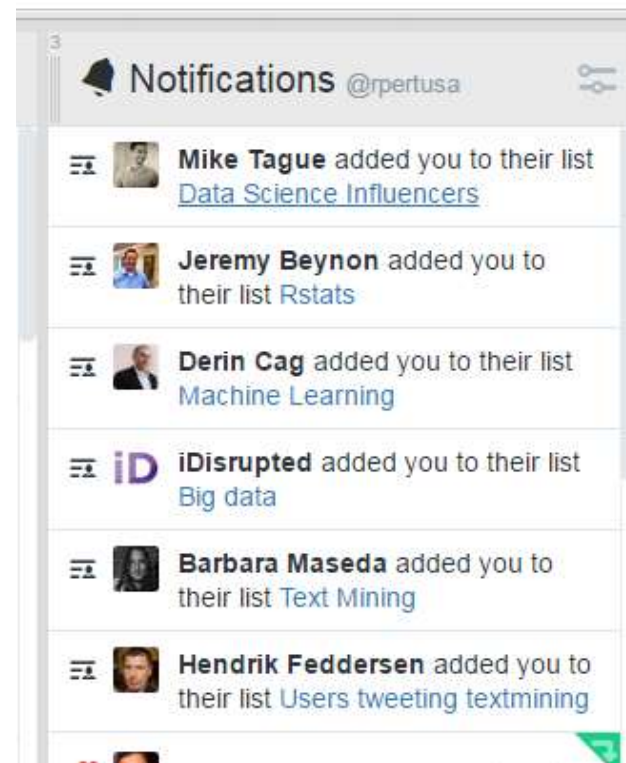 3
Notifications @rpertusa
Mike Tague added you to their list
Data Science Influencers
Jeremy Beynon added you to
their list Rstats
Derin Cag added you to their list
Machine Learning
iD iDisrupted added you to their list
Big data
Barbara Maseda added you to
their list Text Mining
Hendrik Feddersen added you to
their list Users tweeting textmining